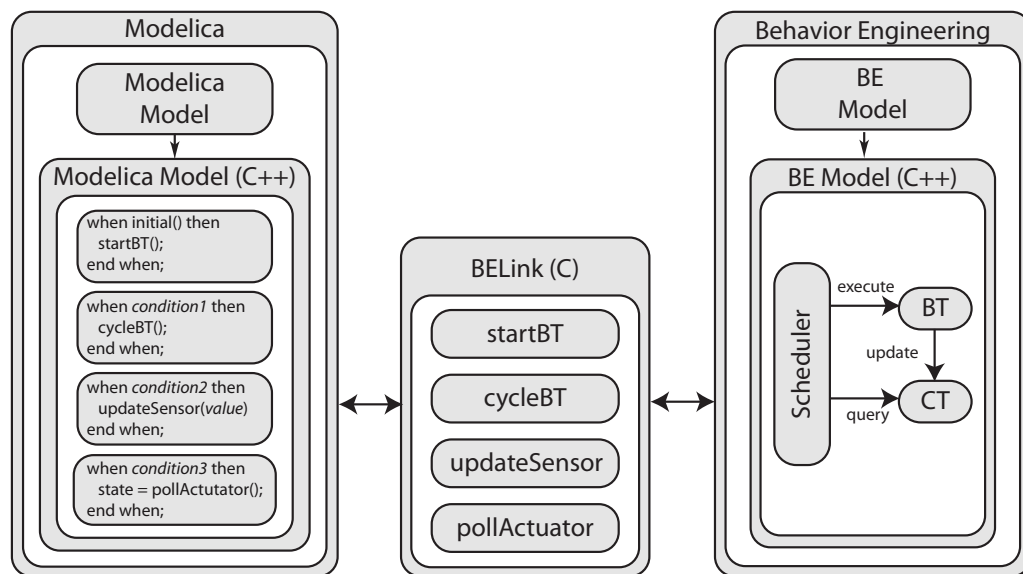 Modelica
Modelica
Model
Modelica Model (C++)
when initial() then
startBT();
end when;
when condition1 then
cycleBT();
end when;
when condition2 then
updateSensor(value)
end when;
when condition3 then
state = pollActutator();
end when;
BELink (C)
startBT
cycleBT
updateSensor
pollActuator
Behavior Engineering
BE
Model
BE Model (C++)
Scheduler
execute
BT
update
query
CT